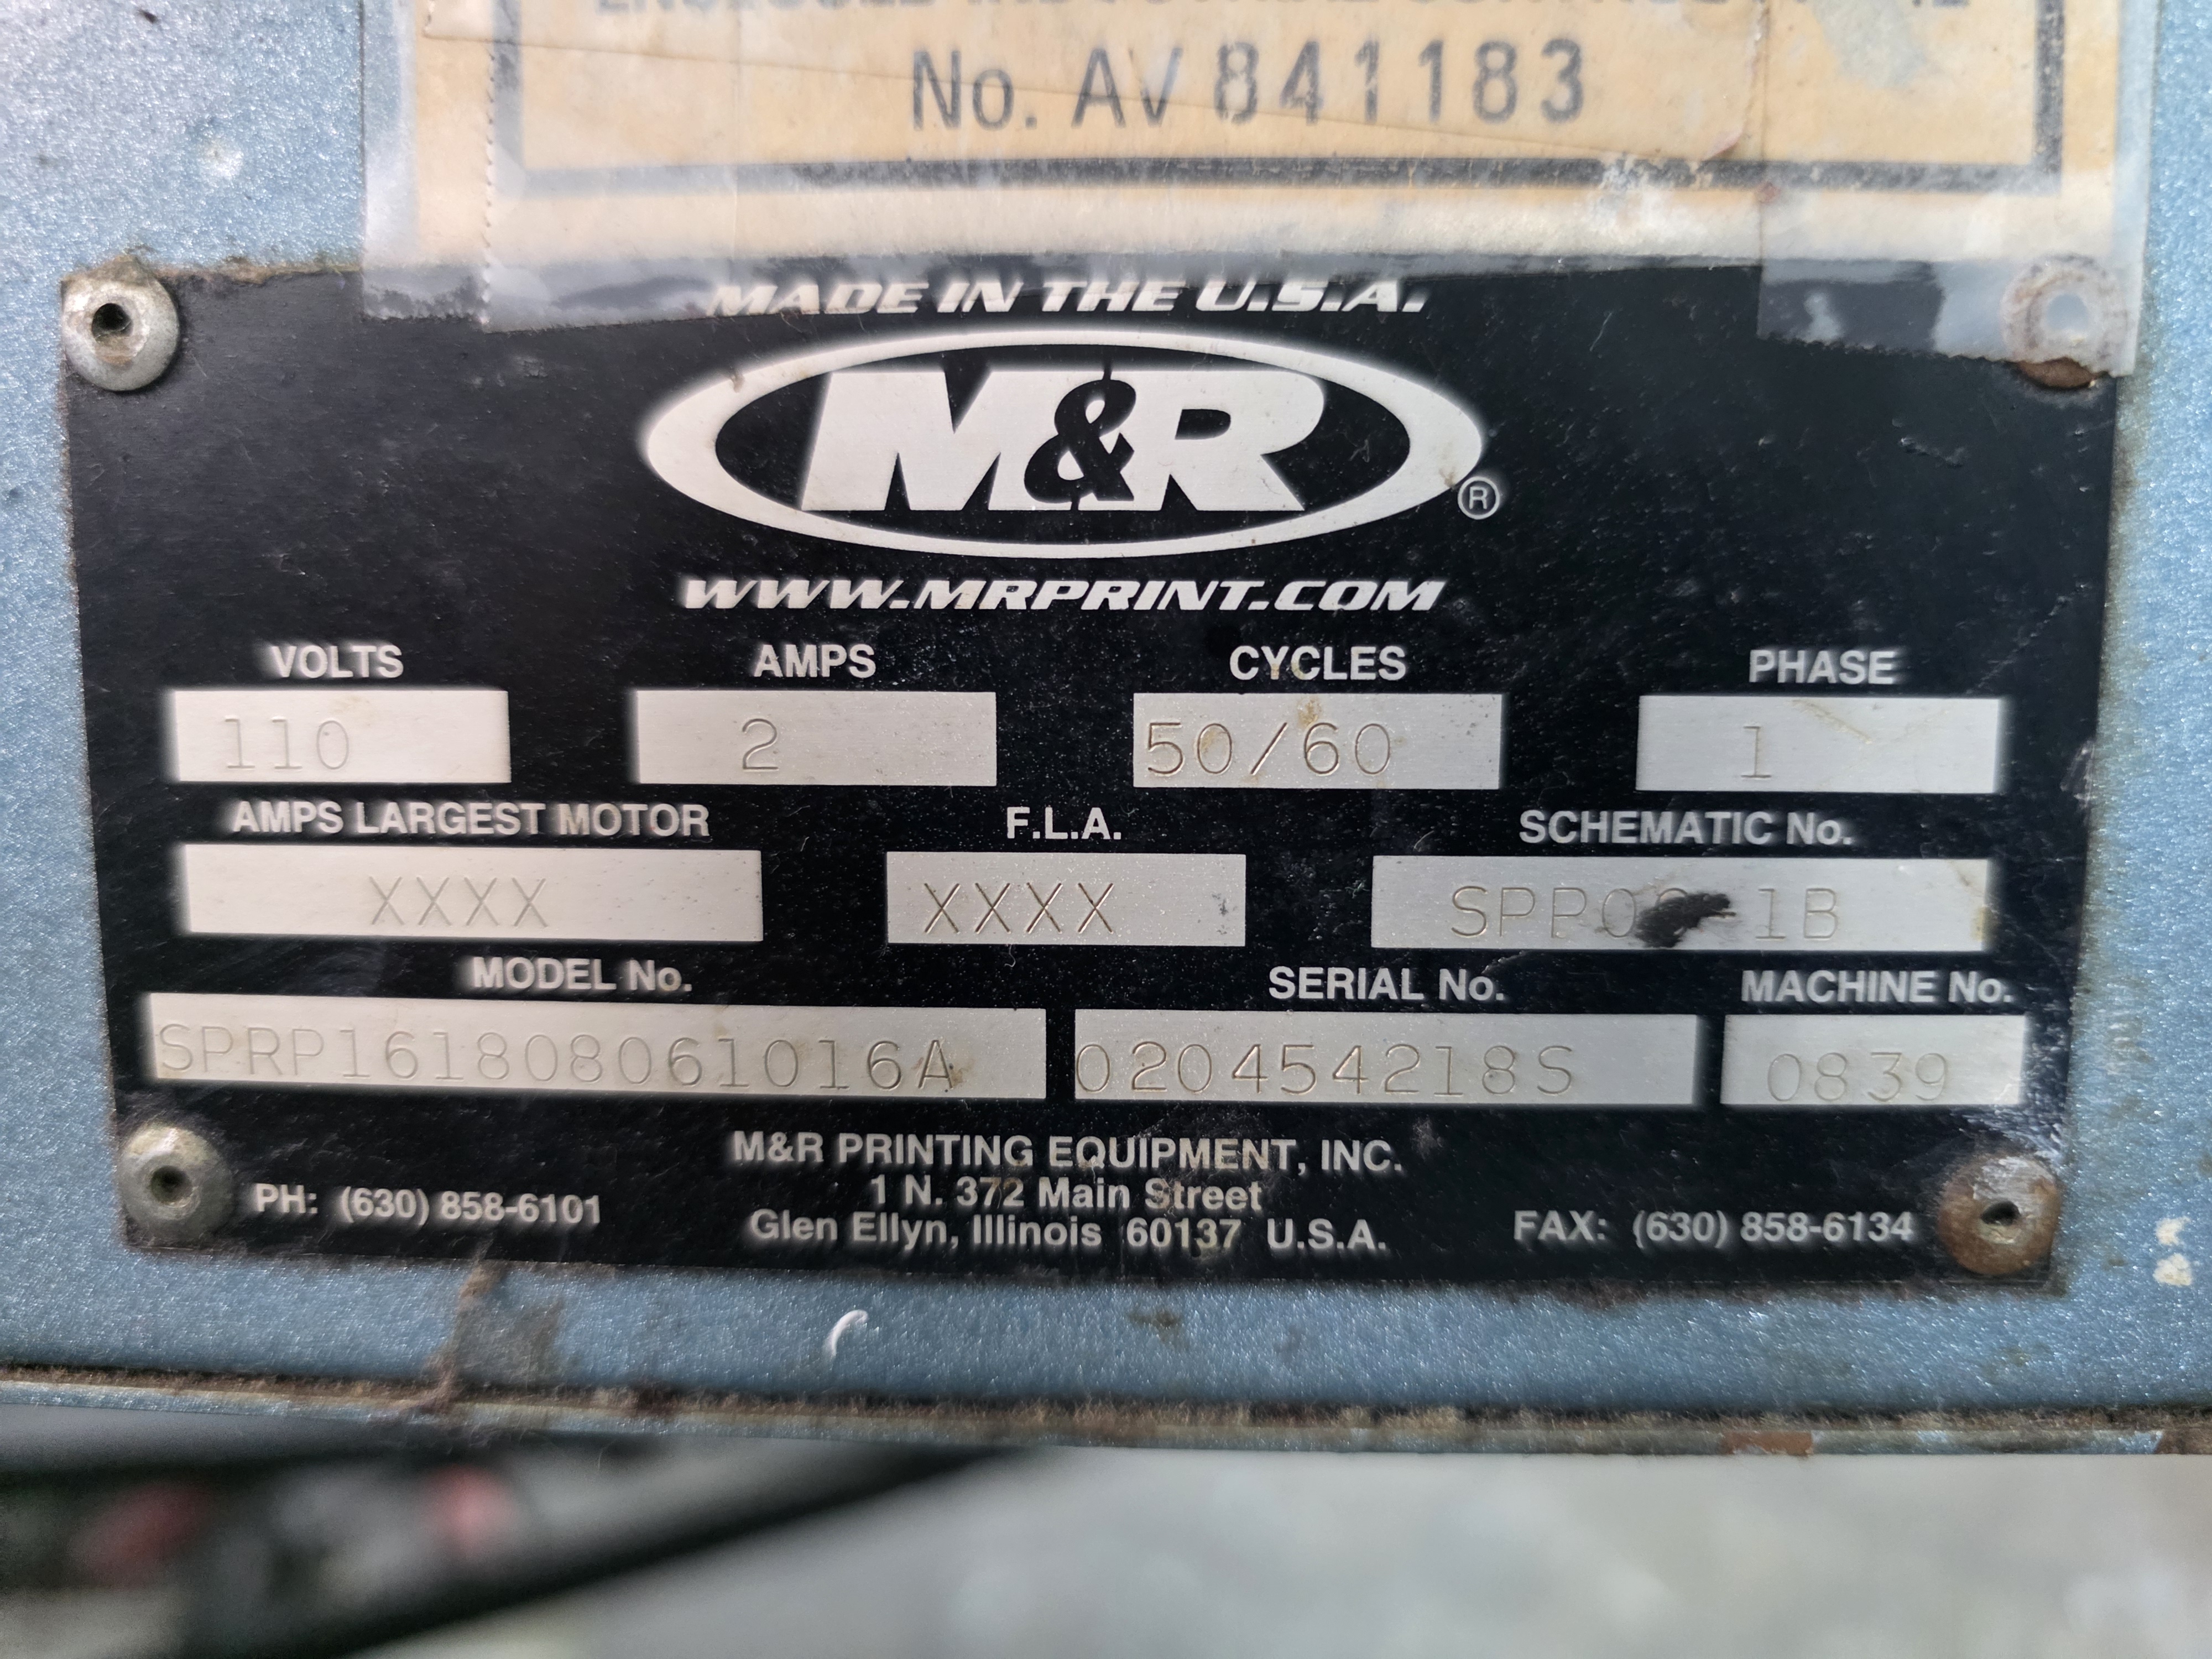 No. AV 841183
MADE IN THE U.S.A.
M&R ®
WWW.MRPRINT.COM
VOLTS AMPS CYCLES PHASE
110 2 50/60 1
AMPS LARGEST MOTOR F.L.A. SCHEMATIC No.
XXXX XXXX
MODEL No. SERIAL No. MACHINE No.
SPRP161808061016A 020454218S 0839
M&R PRINTING EQUIPMENT, INC.
1 N. 372 Main Street
PH: (630) 858-6101 Glen Ellyn, Illinois 60137 U.S.A. FAX: (630) 858-6134